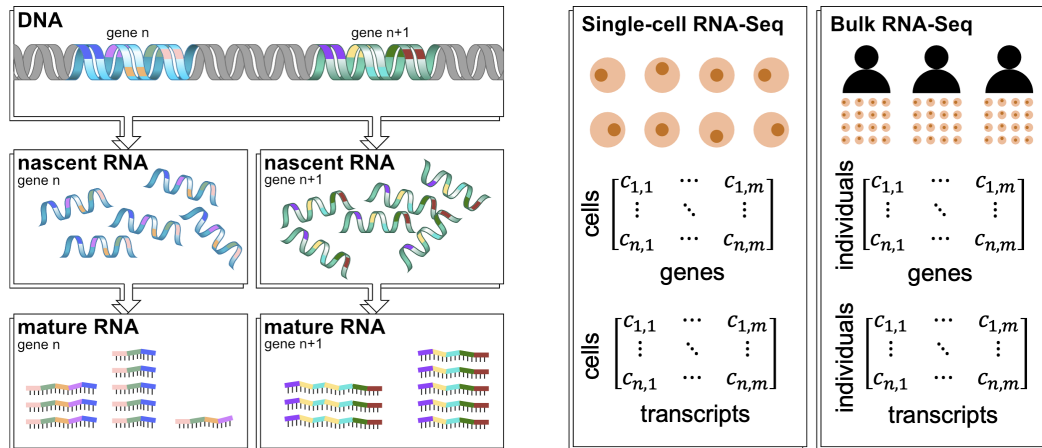 DNA
gene n
gene n+1
nascent RNA
gene n
nascent RNA
gene n+1
mature RNA
gene n
mature RNA
gene n+1
Single-cell RNA-Seq
cells
c1,1 ⋯ c1,m
⋮ ⋱ ⋮
cn,1 ⋯ cn,m
genes
cells
c1,1 ⋯ c1,m
⋮ ⋱ ⋮
cn,1 ⋯ cn,m
transcripts
Bulk RNA-Seq
individuals
c1,1 ⋯ c1,m
⋮ ⋱ ⋮
cn,1 ⋯ cn,m
genes
individuals
c1,1 ⋯ c1,m
⋮ ⋱ ⋮
cn,1 ⋯ cn,m
transcripts